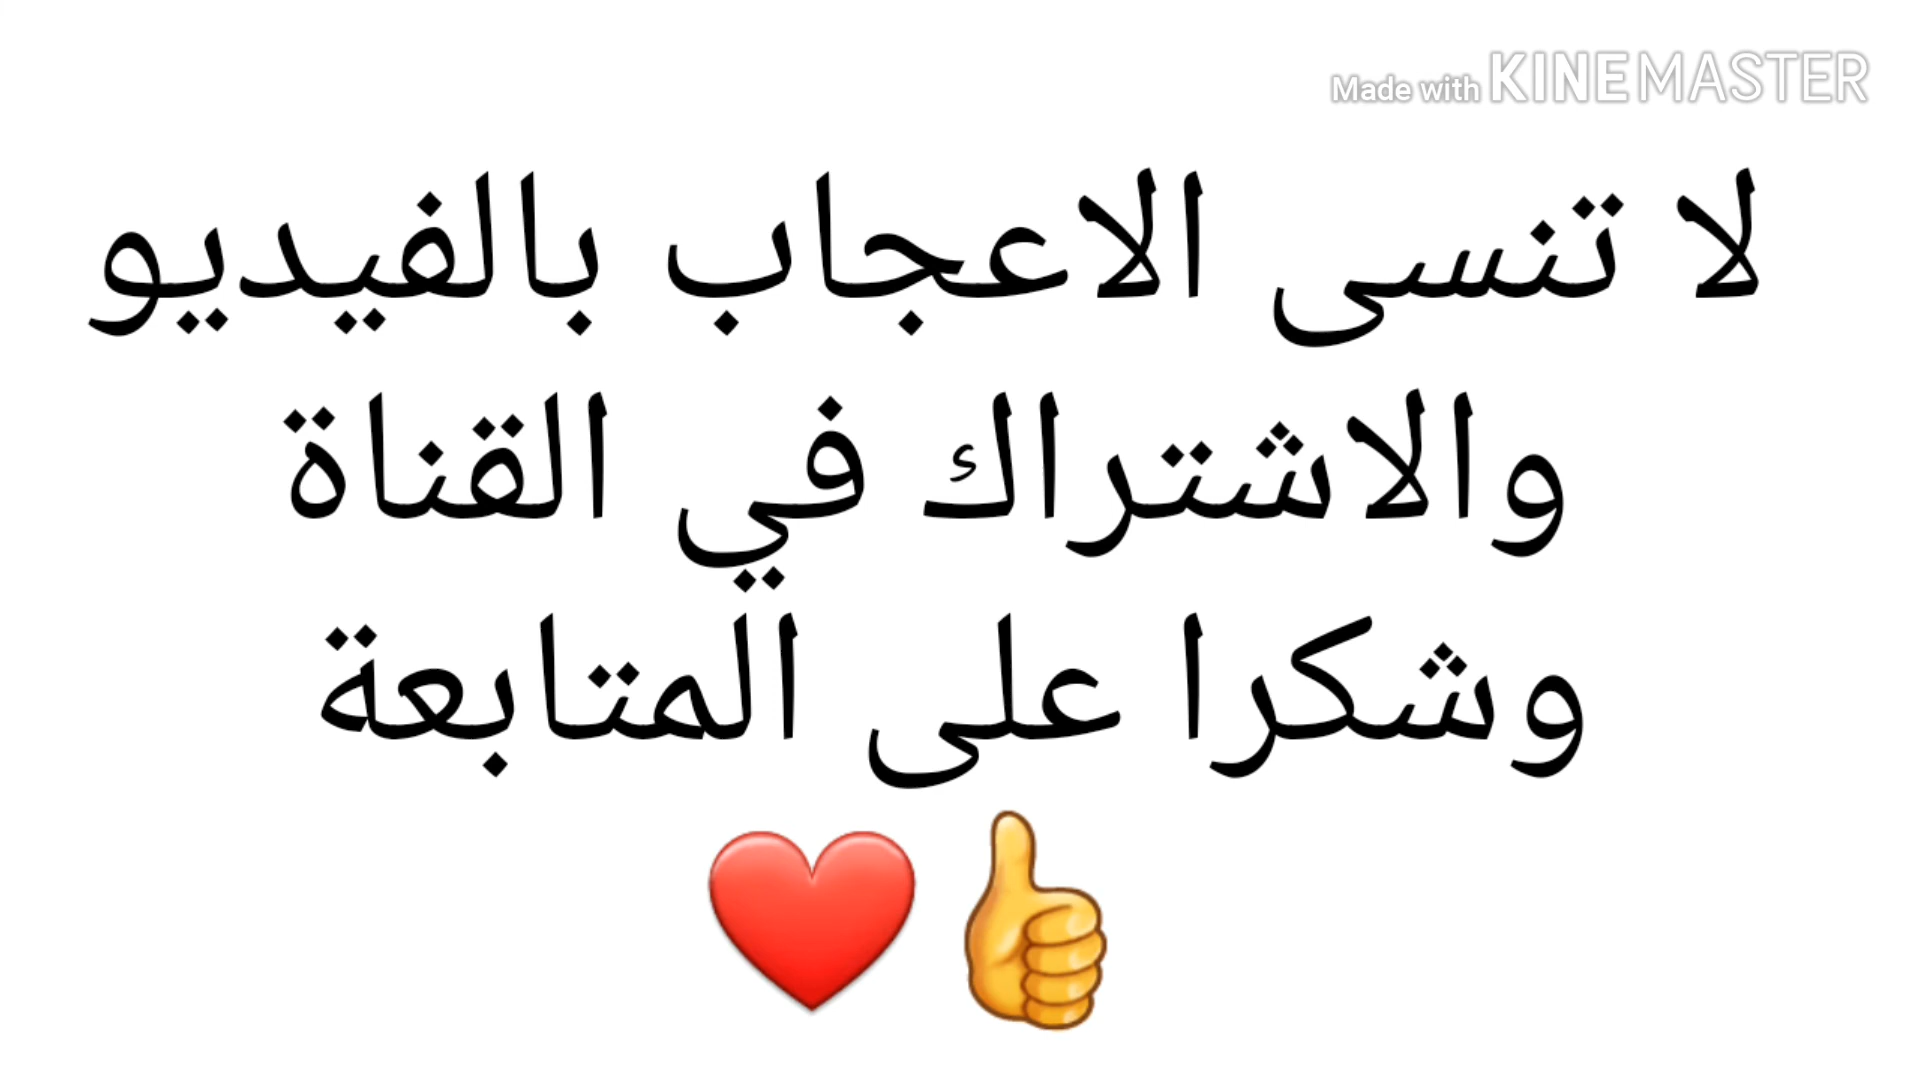 Made with KINEMASTER
لا تنسى الاعجاب بالفيديو
والاشتراك في القناة
وشكرا على المتابعة
👍❤️